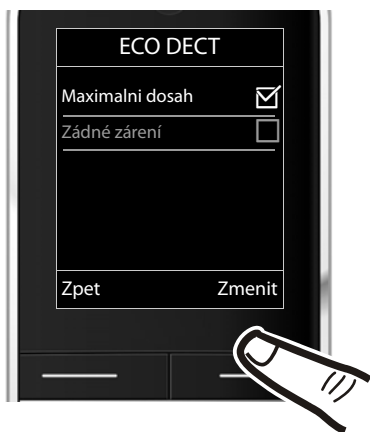 ECO DECT
Maximalni dosah
Zádné zárení
Zpet Zmenit